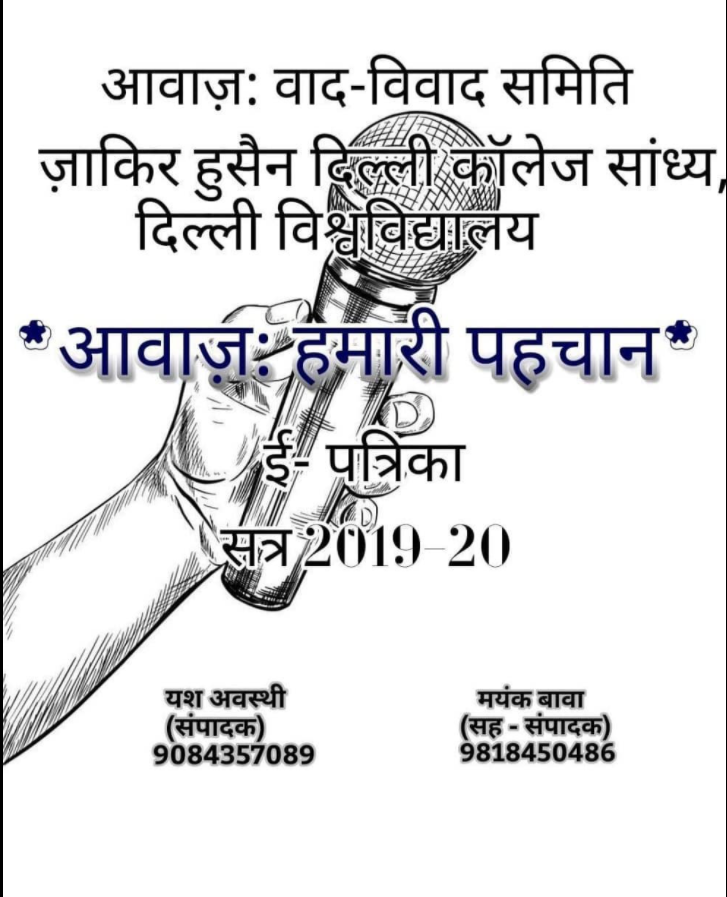 आवाज़: वाद-विवाद समिति
ज़ाकिर हुसैन दिल्ली कॉलेज सांध्य,
दिल्ली विश्वविद्यालय
*आवाज़: हमारी पहचान*
ई- पत्रिका
सत्र 2019-20
यश अवस्थी
(संपादक)
9084357089
मयंक बावा
(सह - संपादक)
9818450486